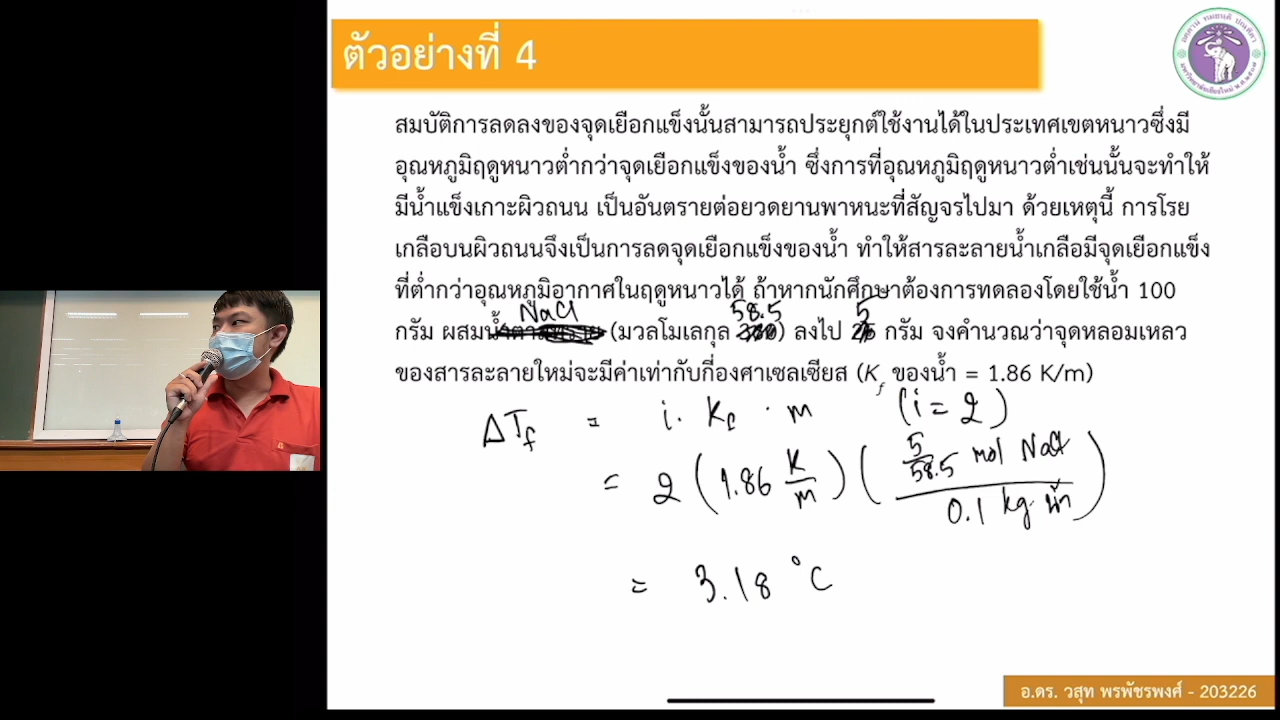 ตัวอย่างที่ 4
สมบัติการลดลงของจุดเยือกแข็งนั้นสามารถประยุกต์ใช้งานได้ในประเทศเขตหนาวซึ่งมี
อุณหภูมิฤดูหนาวต่ำกว่าจุดเยือกแข็งของน้ำ ซึ่งการที่อุณหภูมิฤดูหนาวต่ำเช่นนั้นจะทำให้
มีน้ำแข็งเกาะผิวถนน เป็นอันตรายต่อยวดยานพาหนะที่สัญจรไปมา ด้วยเหตุนี้ การโรย
เกลือบนผิวถนนจึงเป็นการลดจุดเยือกแข็งของน้ำ ทำให้สารละลายน้ำเกลือมีจุดเยือกแข็ง
ที่ต่ำกว่าอุณหภูมิอากาศในฤดูหนาวได้ ถ้าหากนักศึกษาต้องการทดลองโดยใช้น้ำ 100
NaCl 58.5 5
กรัม ผสม (มวลโมเลกุล ) ลงไป กรัม จงคำนวณว่าจุดหลอมเหลว
ของสารละลายใหม่จะมีค่าเท่ากับกี่องศาเซลเซียส (Kf ของน้ำ = 1.86 K/m)
ΔTf = i . Kf . m (i = 2)
= 2 (1.86 K/m) (5/58.5 mol NaCl / 0.1 kg น้ำ)
= 3.18 °C
อ.ดร. วสุท พรพัชรพงศ์ - 203226